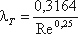 λ_T = 0,3164 / Re^0,25